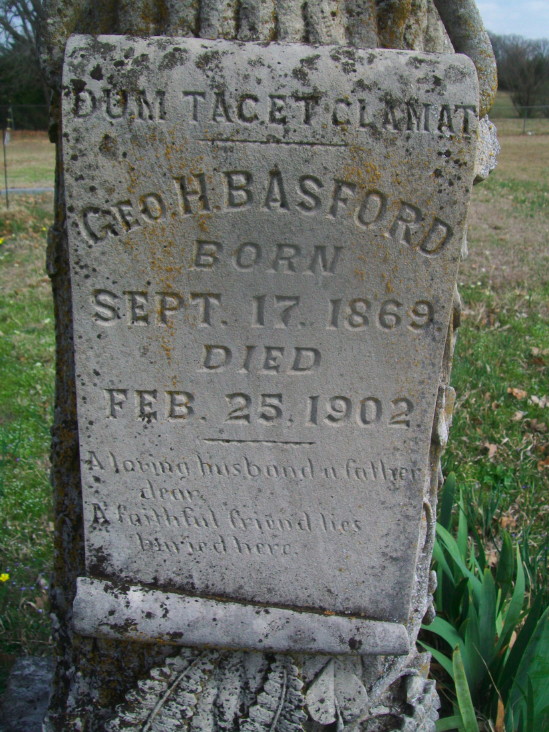 DUM TACET CLAMAT
GEO. H. BASFORD
BORN
SEPT. 17. 1869
DIED
FEB. 25. 1902
A loving husband a father
dear.
A faithful friend lies
buried here.